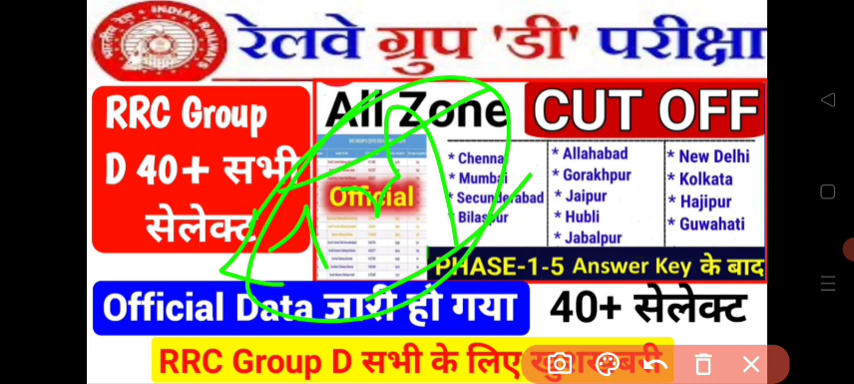 रेलवे ग्रुप 'डी' परीक्षा
RRC Group
D 40+ सभी
सेलेक्ट
All Zone CUT OFF
Official
* Chennai
* Mumbai
* Secunderabad
* Bilaspur
* Allahabad
* Gorakhpur
* Jaipur
* Hubli
* Jabalpur
* New Delhi
* Kolkata
* Hajipur
* Guwahati
PHASE-1-5 Answer Key के बाद
Official Data जारी हो गया 40+ सेलेक्ट
RRC Group D सभी के लिए